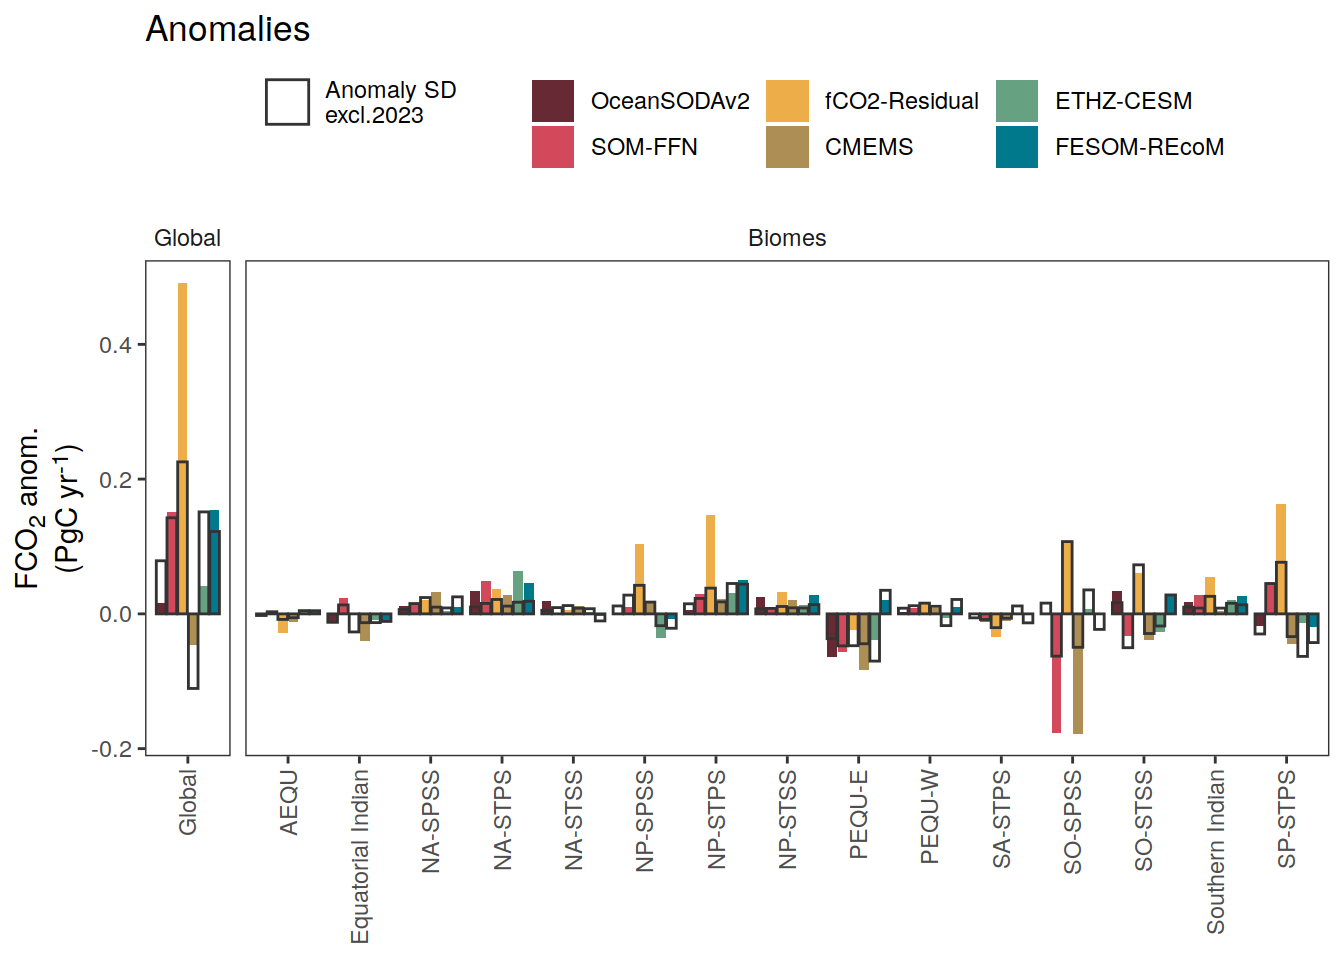 Anomalies
Anomaly SD
excl.2023
OceanSODAv2
fCO2-Residual
ETHZ-CESM
SOM-FFN
CMEMS
FESOM-REcoM
Global
Biomes
FCO2 anom.
(PgC yr-1)
0.4
0.2
0.0
-0.2
Global
AEQU
Equatorial Indian
NA-SPSS
NA-STPS
NA-STSS
NP-SPSS
NP-STPS
NP-STSS
PEQU-E
PEQU-W
SA-STPS
SO-SPSS
SO-STSS
Southern Indian
SP-STPS